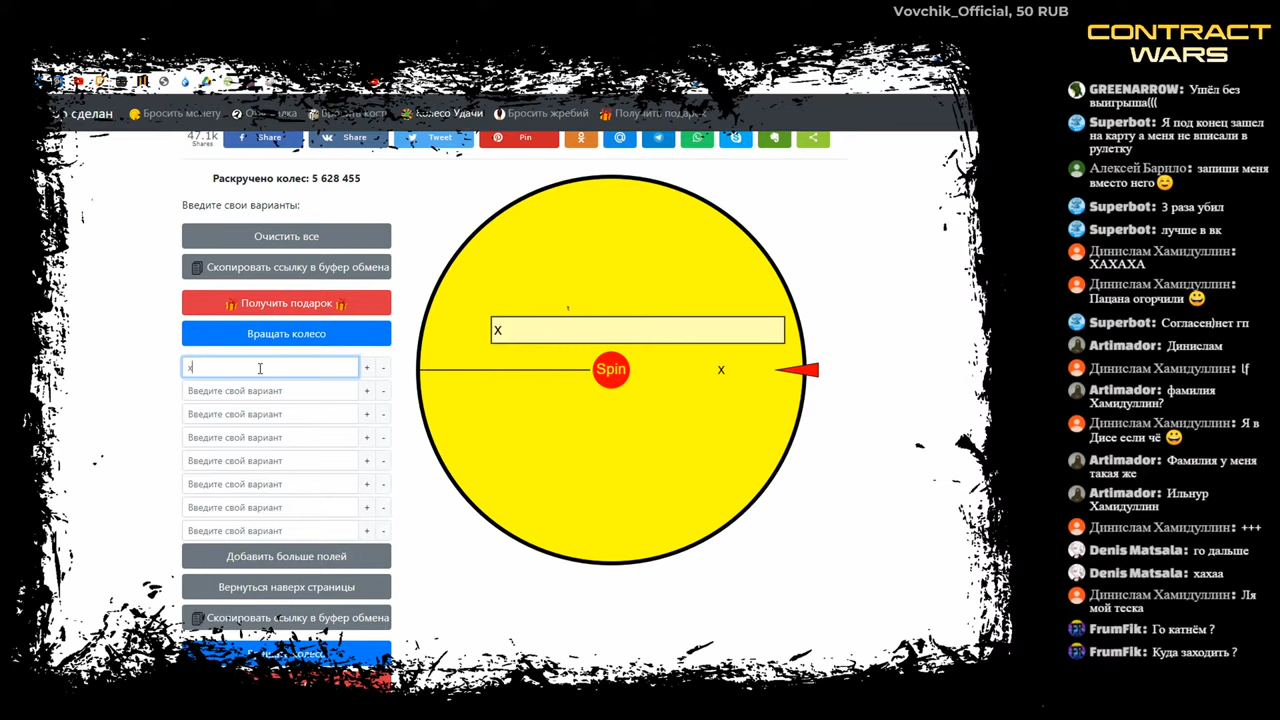 Vovchik_Official, 50 RUB
CONTRACT
WARS
сделан
Бросить монету
Колесо Удачи
Бросить жребий
47.1k
Shares
Share
Share
Tweet
Pin
Раскручено колес: 5 628 455
Введите свои варианты:
Очистить все
Скопировать ссылку в буфер обмена
Получить подарок
Вращать колесо
x
+ -
Введите свой вариант + -
Введите свой вариант + -
Введите свой вариант + -
Введите свой вариант + -
Введите свой вариант + -
Введите свой вариант + -
Введите свой вариант + -
Добавить больше полей
Вернуться наверх страницы
Скопировать ссылку в буфер обмена
x
Spin
x
GREENARROW: Ушёл без
выигрыша(((
Superbot: Я под конец зашел
на карту а меня не вписали в
рулетку
Алексей Барило: запиши меня
вместо него
Superbot: 3 раза убил
Superbot: лучше в вк
Динислам Хамидуллин:
ХАХАХА
Динислам Хамидуллин:
Пацана огорчили
Superbot: Согласен)нет гп
Artimador: Динислам
Динислам Хамидуллин: lf
Artimador: фамилия
Хамидуллин?
Динислам Хамидуллин: Я в
Дисе если чё
Artimador: Фамилия у меня
такая же
Artimador: Ильнур
Хамидуллин
Динислам Хамидуллин: +++
Denis Matsala: го дальше
Denis Matsala: хахаа
Динислам Хамидуллин: Ля
мой теска
FrumFik: Го катнём ?
FrumFik: Куда заходить ?